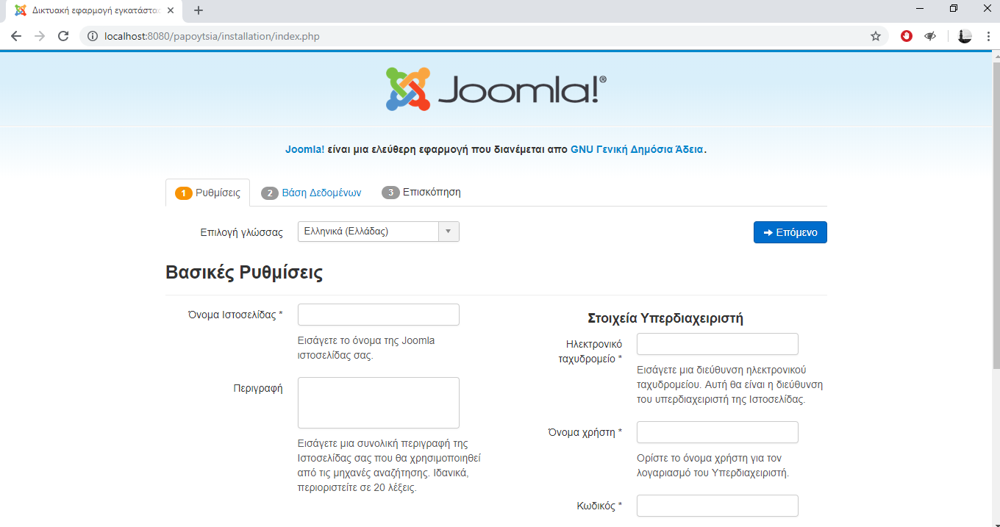 Δικτυακή εφαρμογή εγκατάστας
localhost:8080/papoytsia/installation/index.php
Joomla!®
Joomla! είναι μια ελεύθερη εφαρμογή που διανέμεται απο GNU Γενική Δημόσια Άδεια.
1 Ρυθμίσεις 2 Βάση Δεδομένων 3 Επισκόπηση
Επιλογή γλώσσας Ελληνικά (Ελλάδας) Επόμενο
Βασικές Ρυθμίσεις
Όνομα Ιστοσελίδας *
Εισάγετε το όνομα της Joomla
ιστοσελίδας σας.
Περιγραφή
Εισάγετε μια συνολική περιγραφή της
Ιστοσελίδας σας που θα χρησιμοποιηθεί
από τις μηχανές αναζήτησης. Ιδανικά,
περιοριστείτε σε 20 λέξεις.
Στοιχεία Υπερδιαχειριστή
Ηλεκτρονικό
ταχυδρομείο *
Εισάγετε μια διεύθυνση ηλεκτρονικού
ταχυδρομείου. Αυτή θα είναι η διεύθυνση
του υπερδιαχειριστή της Ιστοσελίδας.
Όνομα χρήστη *
Ορίστε το όνομα χρήστη για τον
λογαριασμό του Υπερδιαχειριστή.
Κωδικός *